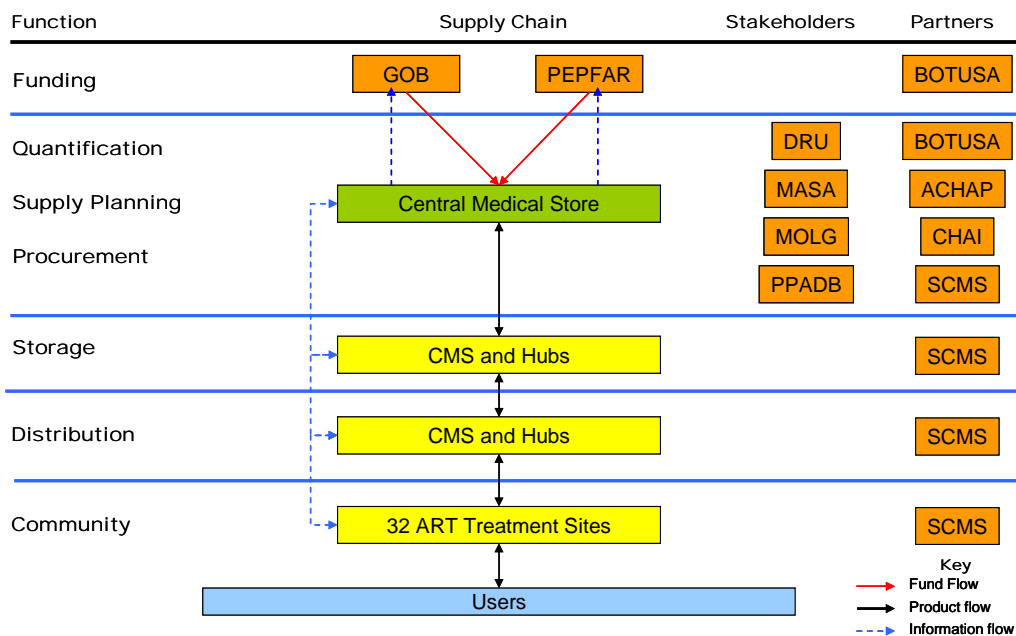 Function Supply Chain Stakeholders Partners
Funding GOB PEPFAR BOTUSA
Quantification DRU BOTUSA
Supply Planning Central Medical Store MASA ACHAP
Procurement MOLG CHAI
PPADB SCMS
Storage CMS and Hubs SCMS
Distribution CMS and Hubs SCMS
Community 32 ART Treatment Sites SCMS
Users
Key
Fund Flow
Product flow
Information flow